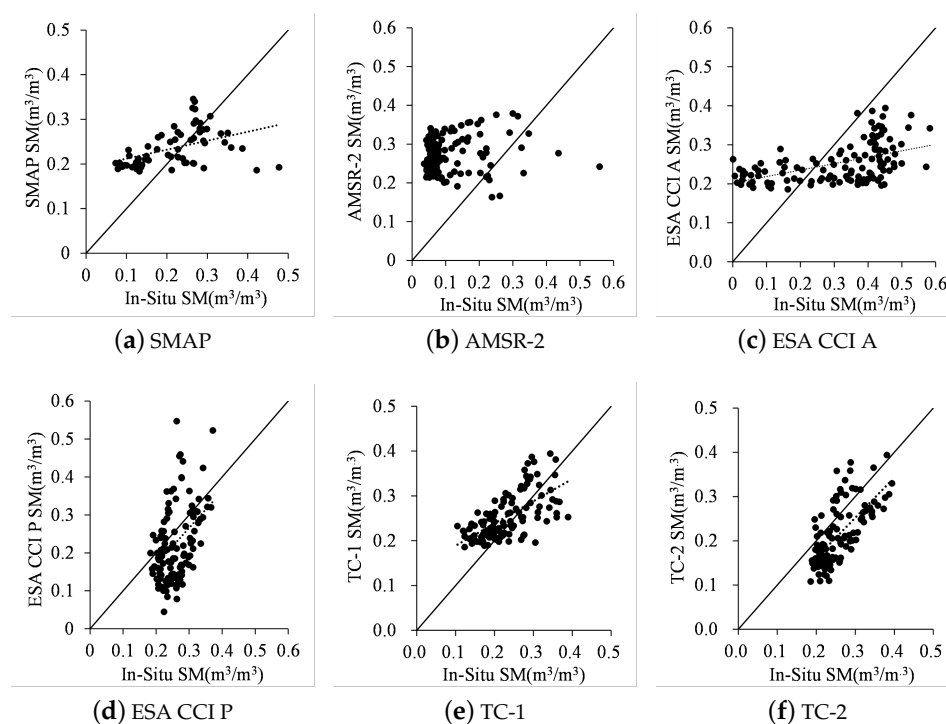 0.5
0.4
0.3
0.2
0.1
0
SMAP SM(m³/m³)
0 0.1 0.2 0.3 0.4 0.5
In-Situ SM(m³/m³)
(a) SMAP
0.6
0.5
0.4
0.3
0.2
0.1
0.0
AMSR-2 SM(m³/m³)
0 0.1 0.2 0.3 0.4 0.5 0.6
In-Situ SM(m³/m³)
(b) AMSR-2
0.6
0.5
0.4
0.3
0.2
0.1
0.0
ESA CCI A SM(m³/m³)
0 0.1 0.2 0.3 0.4 0.5 0.6
In-Situ SM(m³/m³)
(c) ESA CCI A
0.6
0.5
0.4
0.3
0.2
0.1
0
ESA CCI P SM(m³/m³)
0 0.1 0.2 0.3 0.4 0.5 0.6
In-Situ SM(m³/m³)
(d) ESA CCI P
0.5
0.4
0.3
0.2
0.1
0.0
TC-1 SM(m³/m⁻³)
0.0 0.1 0.2 0.3 0.4 0.5
In-Situ SM(m³/m⁻³)
(e) TC-1
0.5
0.4
0.3
0.2
0.1
0.0
TC-2 SM(m³/m⁻³)
0.0 0.1 0.2 0.3 0.4 0.5
In-Situ SM(m³/m⁻³)
(f) TC-2